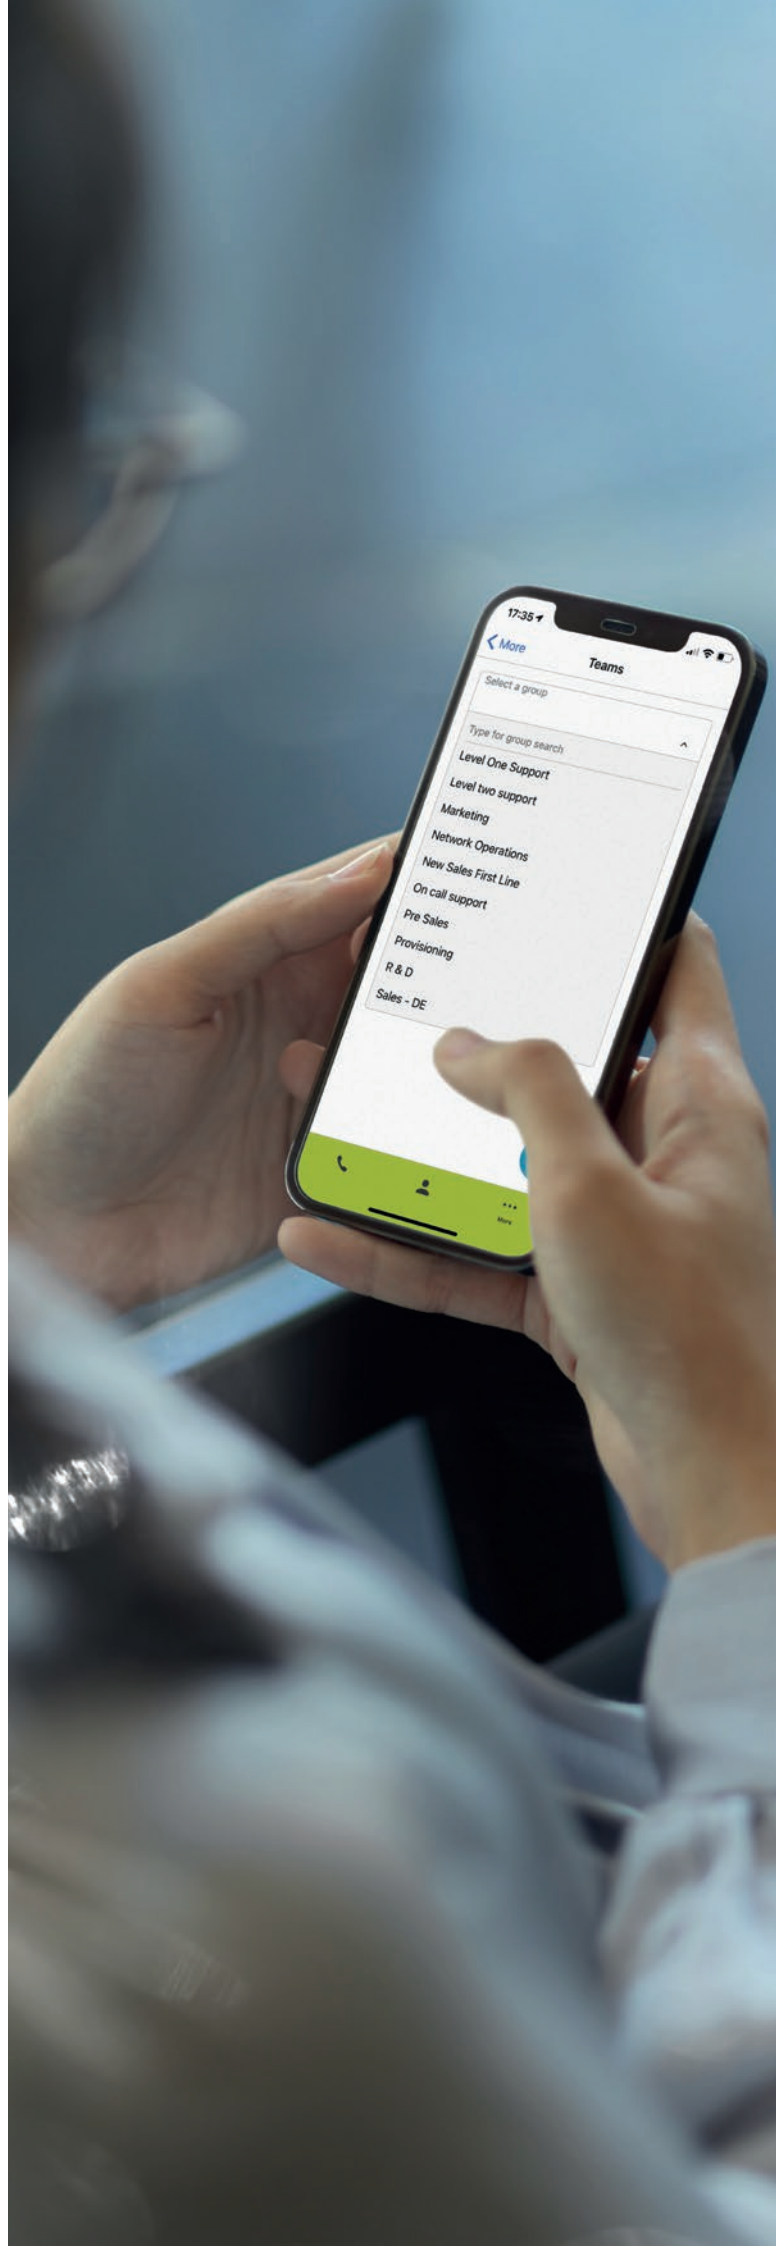 17:35
More
Teams
Select a group
Type for group search
Level One Support
Level two support
Marketing
Network Operations
New Sales First Line
On call support
Pre Sales
Provisioning
R & D
Sales - DE
More